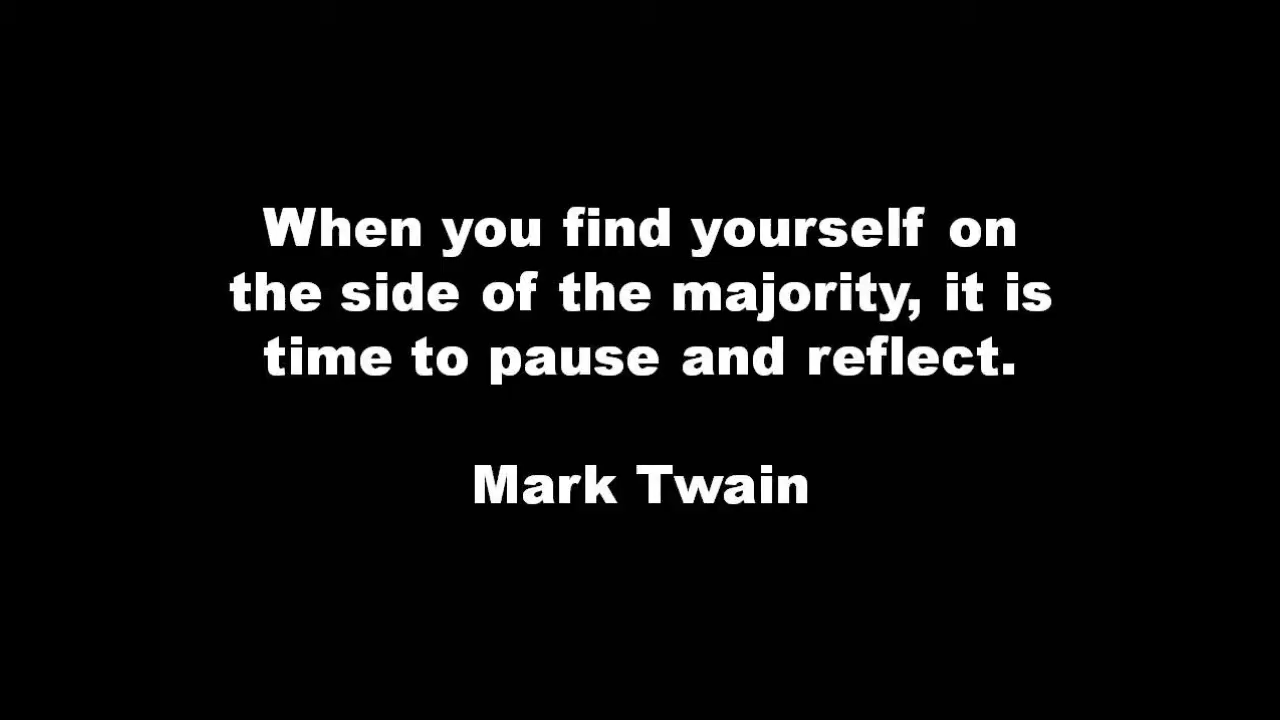 When you find yourself on
the side of the majority, it is
time to pause and reflect.
Mark Twain